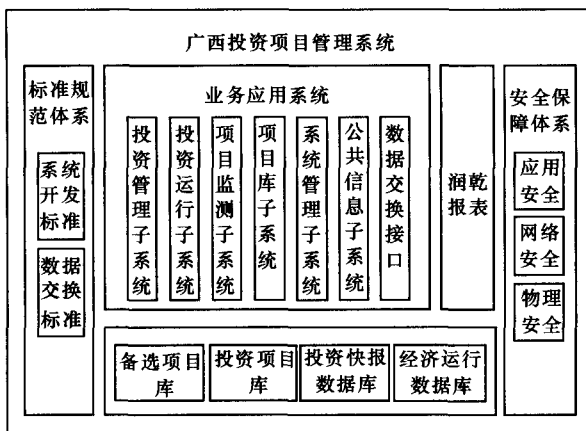 广西投资项目管理系统
标准规
范体系
系统
开发
标准
数据
交换
标准
业务应用系统
投资管理子系统
投资运行子系统
项目监测子系统
项目库子系统
系统管理子系统
公共信息子系统
数据交换接口
润乾
报表
安全保
障体系
应用
安全
网络
安全
物理
安全
备选项目
库
投资项目
库
投资快报
数据库
经济运行
数据库